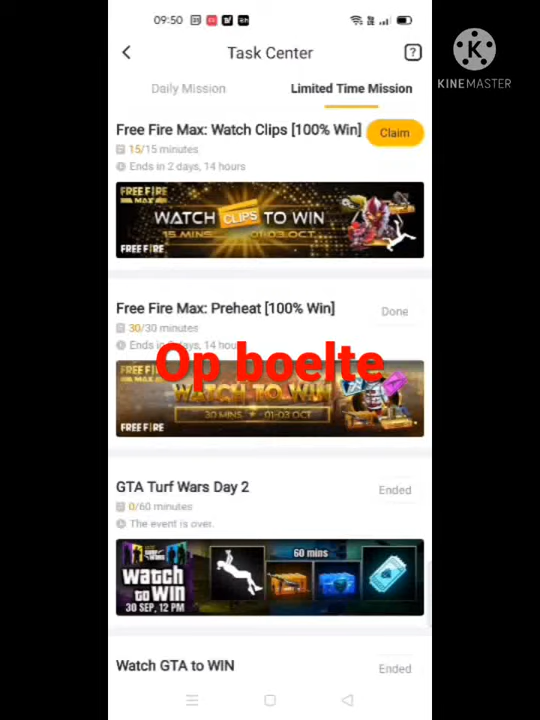 09:50
Task Center
?
K
KINEMASTER
Daily Mission
Limited Time Mission
Free Fire Max: Watch Clips [100% Win]
Claim
15/15 minutes
Ends in 2 days, 14 hours
FREE FIRE
MAX
WATCH CLIPS TO WIN
15 MINS
01-03 OCT
FREE FIRE
Free Fire Max: Preheat [100% Win]
Done
30/30 minutes
Op boelte
FREE FIRE
MAX
WATCH TO WIN
30 MINS
01-03 OCT
FREE FIRE
GTA Turf Wars Day 2
Ended
0/60 minutes
The event is over.
WATCH
to WIN
30 SEP, 12 PM
60 mins
Watch GTA to WIN
Ended